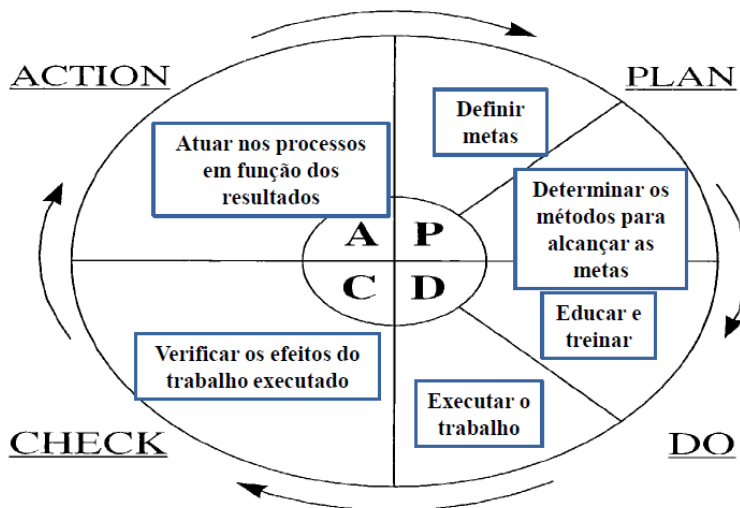 ACTION
PLAN
Definir
metas
Atuar nos processos
em função dos
resultados
Determinar os
métodos para
alcançar as
metas
A P
C D
Educar e
treinar
Verificar os efeitos do
trabalho executado
Executar o
trabalho
CHECK
DO